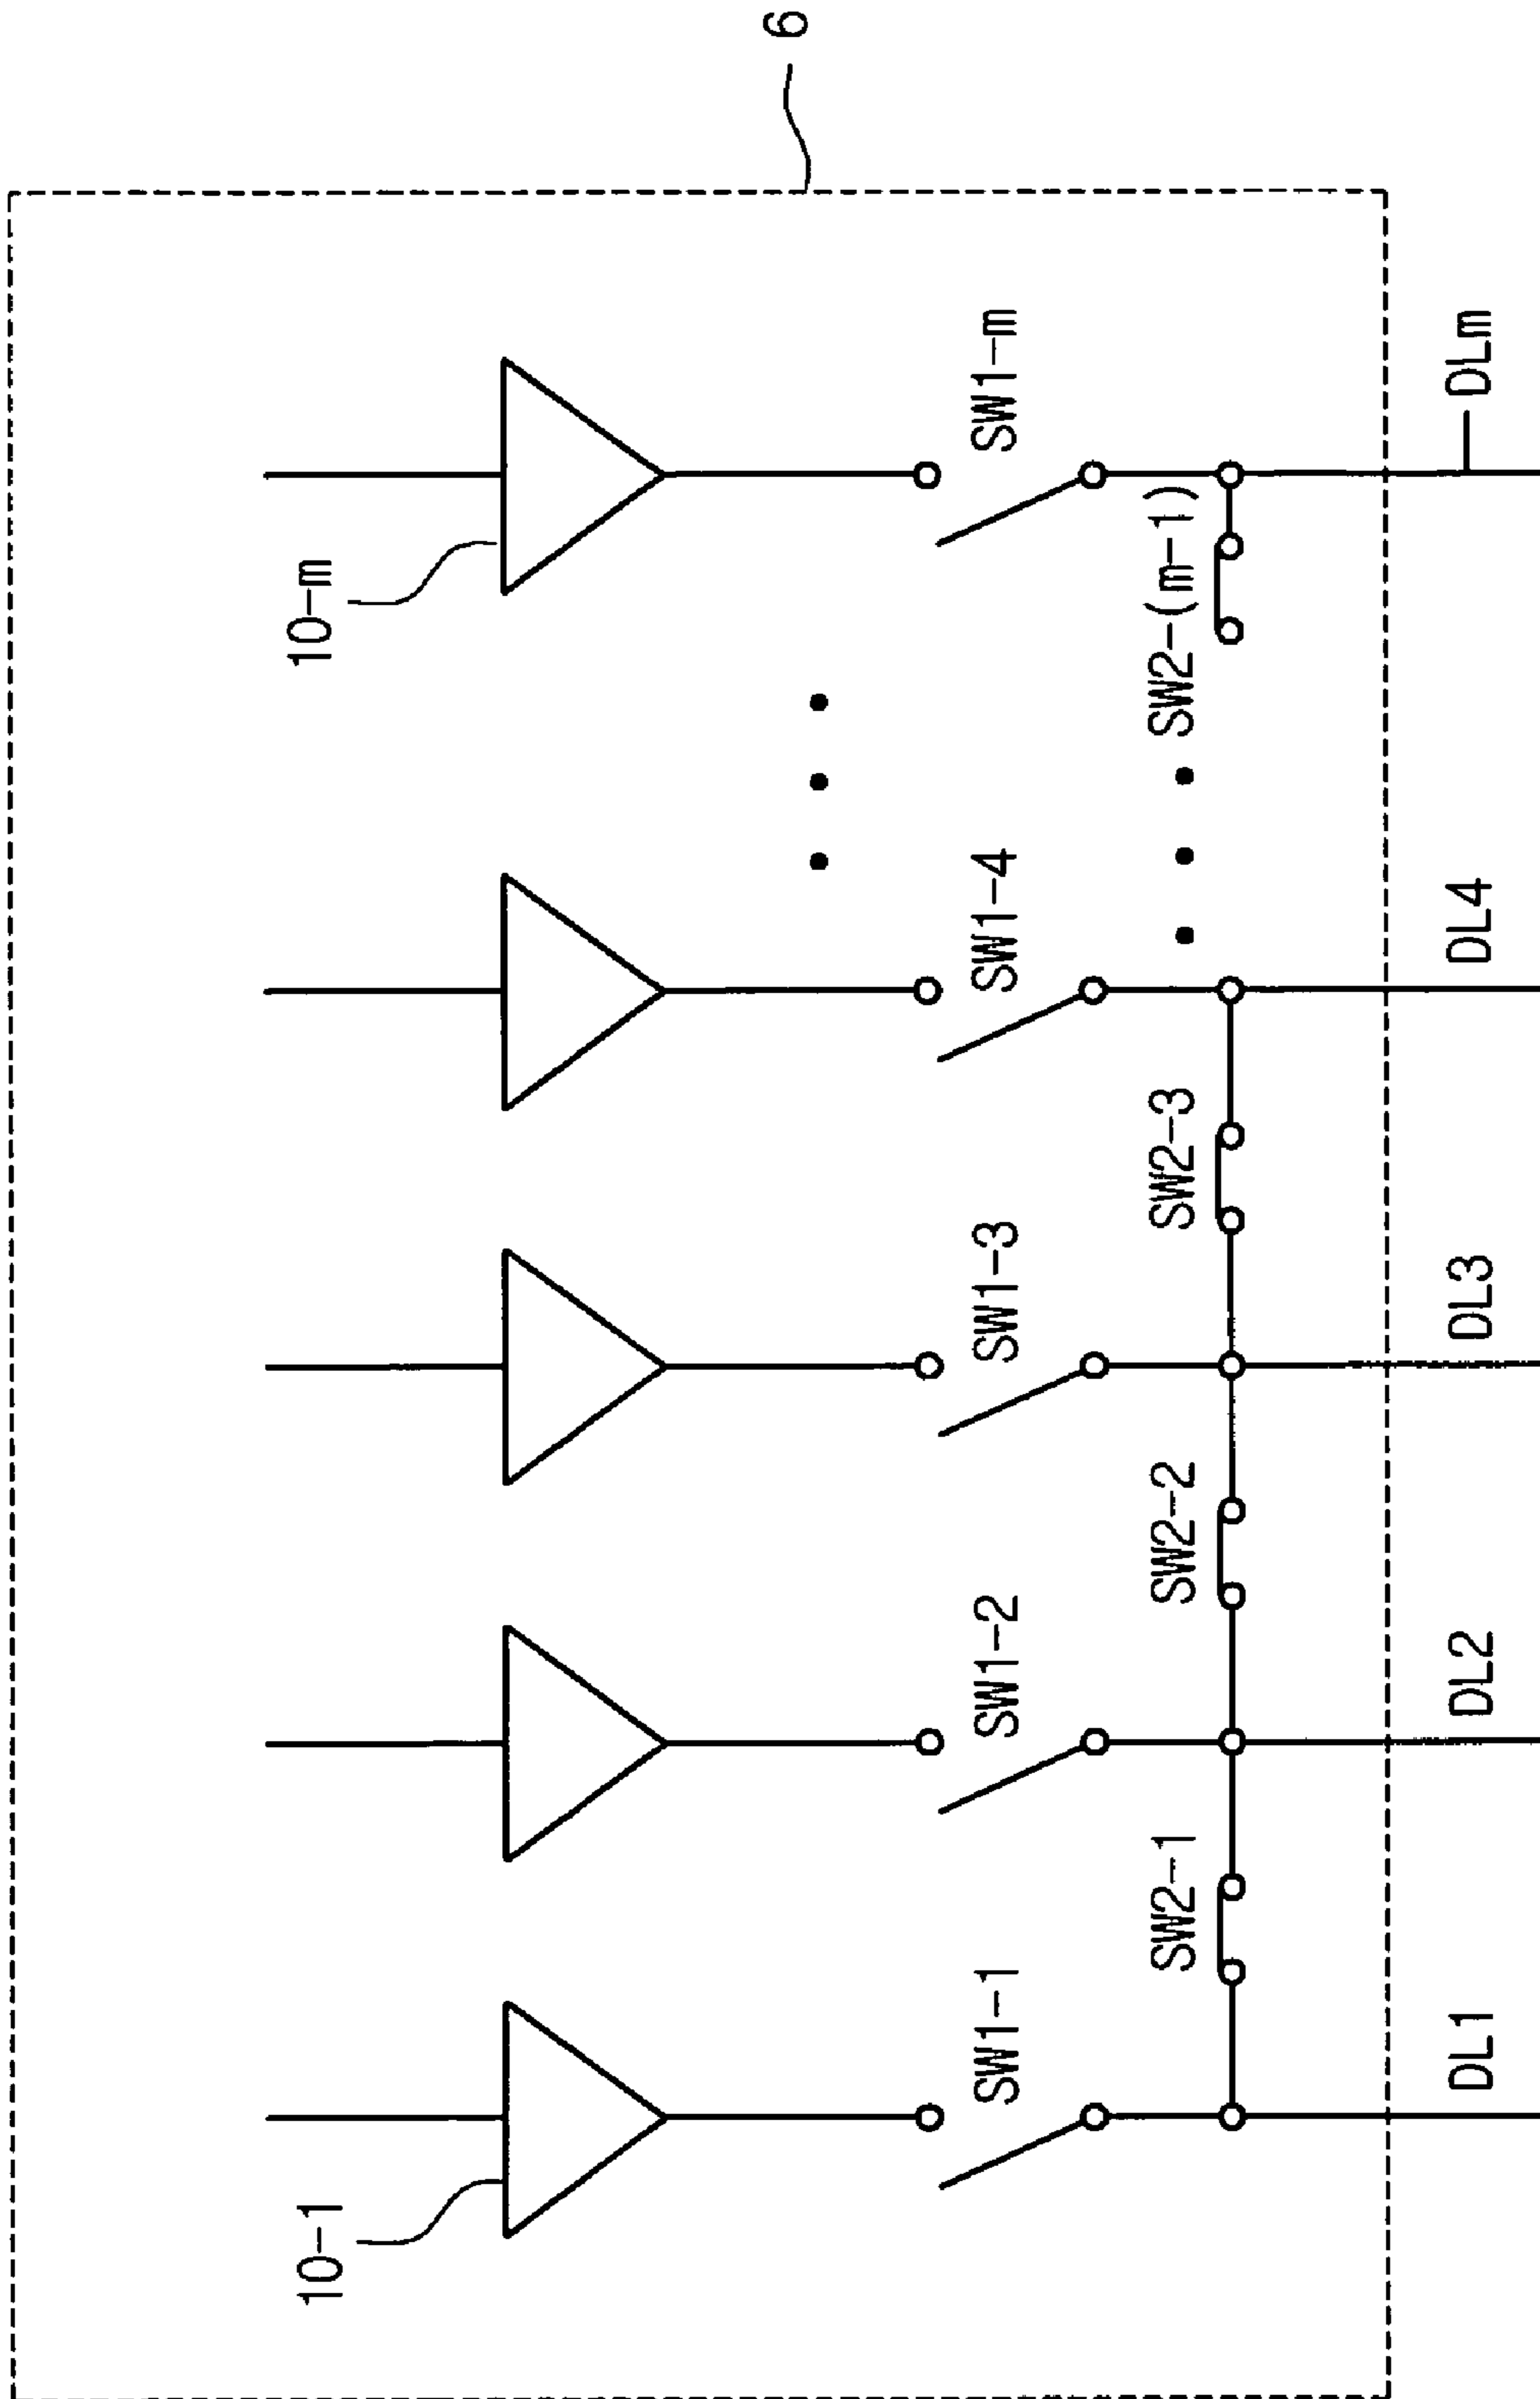 6
10-1
10-m
SW1-1
SW1-2
SW1-3
SW1-4
SW1-m
SW2-1
SW2-2
SW2-3
SW2-(m-1)
DL1
DL2
DL3
DL4
DLm